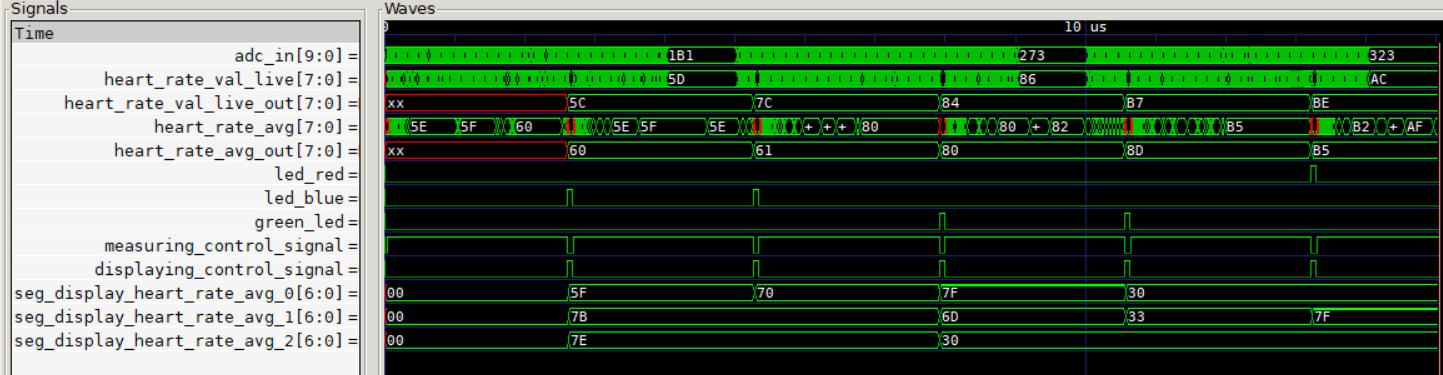 Signals Waves
Time 0 10 us
adc_in[9:0]= 1B1 273 323
heart_rate_val_live[7:0]= 5D 86 AC
heart_rate_val_live_out[7:0]= xx 5C 7C 84 B7 BE
heart_rate_avg[7:0]= 5E 5F 60 5E 5F 5E + + + 80 80 + 82 B5 B2 + AF
heart_rate_avg_out[7:0]= xx 60 61 80 8D B5
led_red=
led_blue=
green_led=
measuring_control_signal=
displaying_control_signal=
seg_display_heart_rate_avg_0[6:0]= 00 5F 70 7F 30
seg_display_heart_rate_avg_1[6:0]= 00 7B 6D 33 7F
seg_display_heart_rate_avg_2[6:0]= 00 7E 30